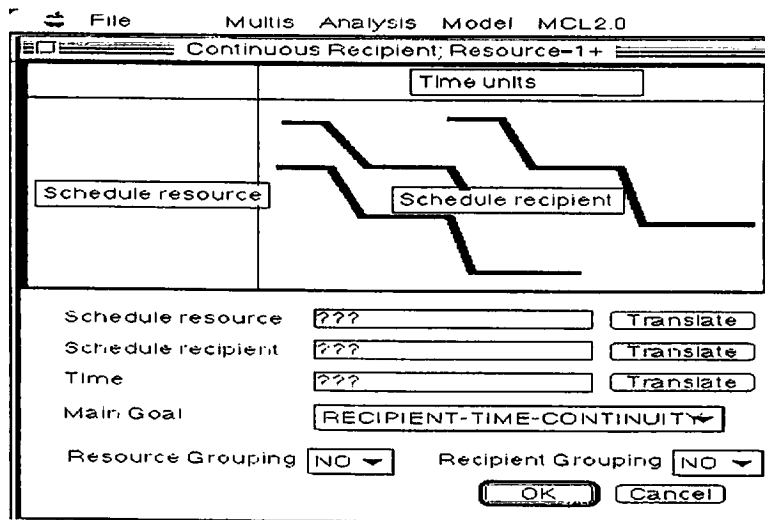 File Multis Analysis Model MCL2.0
Continuous Recipient; Resource-1+
Time units
Schedule resource
Schedule recipient
Schedule resource ??? Translate
Schedule recipient ??? Translate
Time ??? Translate
Main Goal RECIPIENT-TIME-CONTINUITY
Resource Grouping NO Recipient Grouping NO
OK Cancel